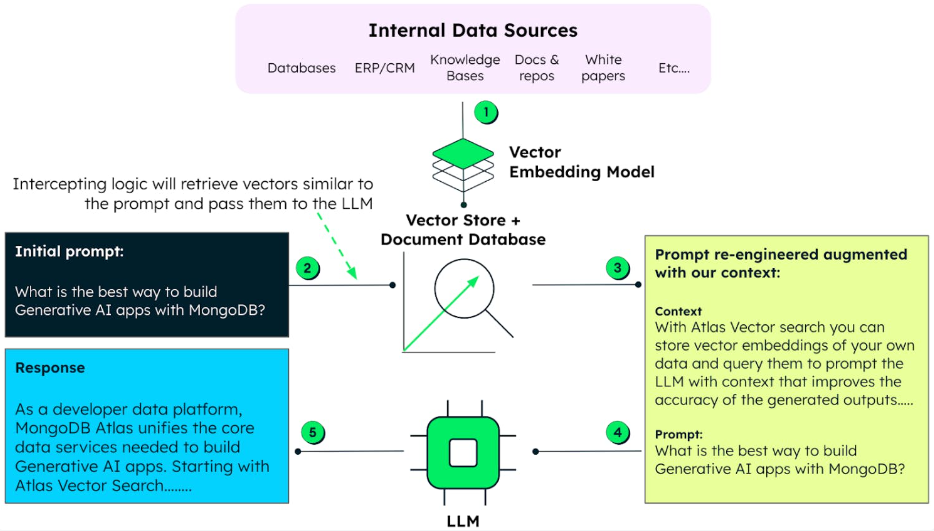 Internal Data Sources
Databases
ERP/CRM
Knowledge
Bases
Docs &
repos
White
papers
Etc....
1
Vector
Embedding Model
Intercepting logic will retrieve vectors similar to
the prompt and pass them to the LLM
Vector Store +
Document Database
Initial prompt:
What is the best way to build
Generative AI apps with MongoDB?
2
3
Prompt re-engineered augmented
with our context:
Context
With Atlas Vector search you can
store vector embeddings of your own
data and query them to prompt the
LLM with context that improves the
accuracy of the generated outputs.....
Prompt:
What is the best way to build
Generative AI apps with MongoDB?
4
LLM
5
Response
As a developer data platform,
MongoDB Atlas unifies the core
data services needed to build
Generative AI apps. Starting with
Atlas Vector Search........